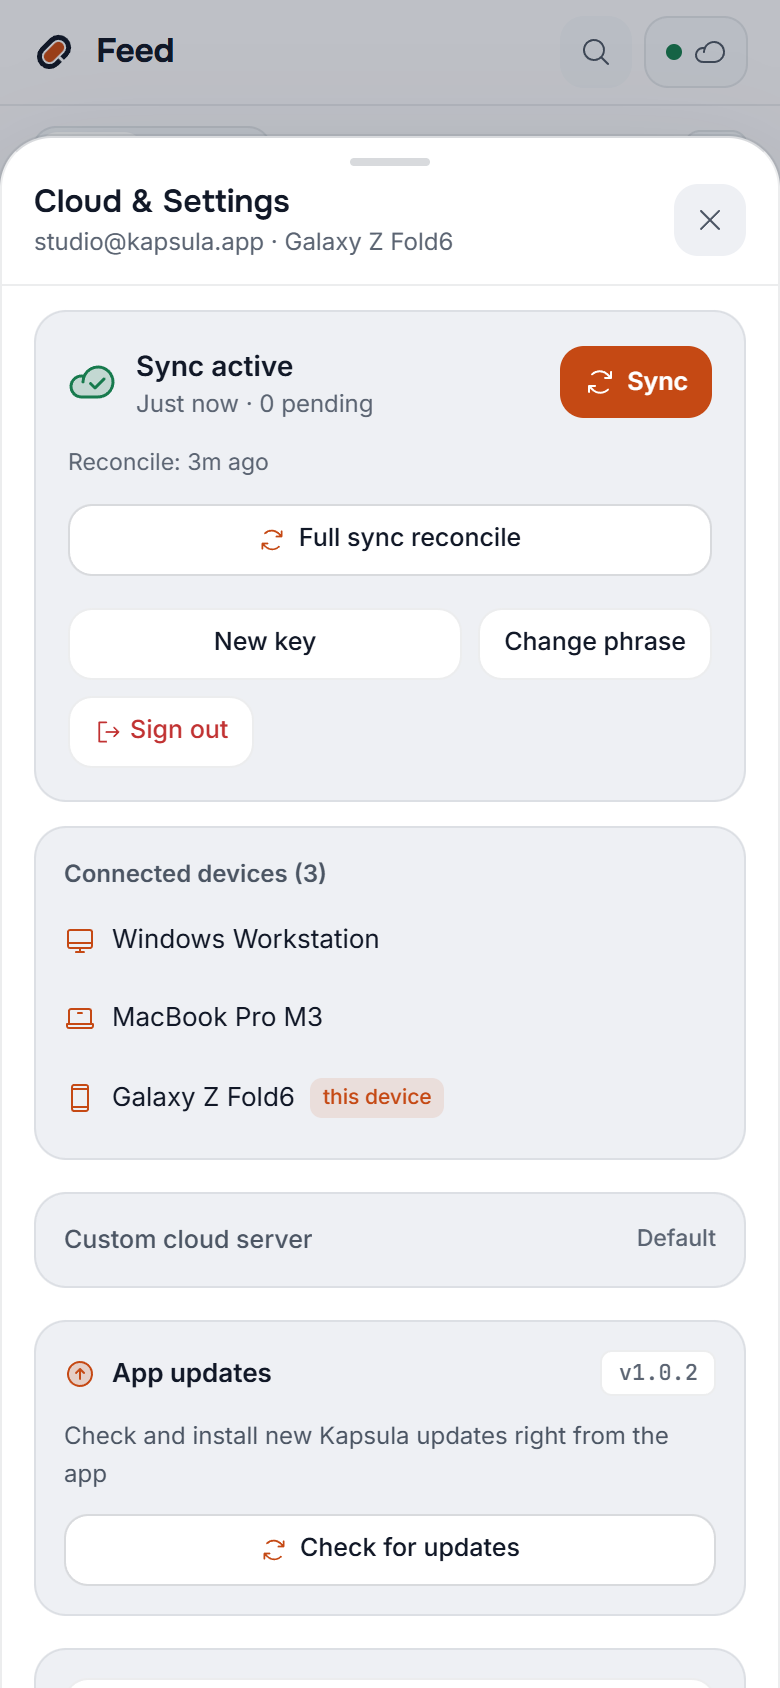 Feed
Cloud & Settings
studio@kapsula.app · Galaxy Z Fold6
Sync active
Just now · 0 pending
Sync
Reconcile: 3m ago
Full sync reconcile
New key
Change phrase
Sign out
Connected devices (3)
Windows Workstation
MacBook Pro M3
Galaxy Z Fold6 this device
Custom cloud server
Default
App updates
v1.0.2
Check and install new Kapsula updates right from the
app
Check for updates